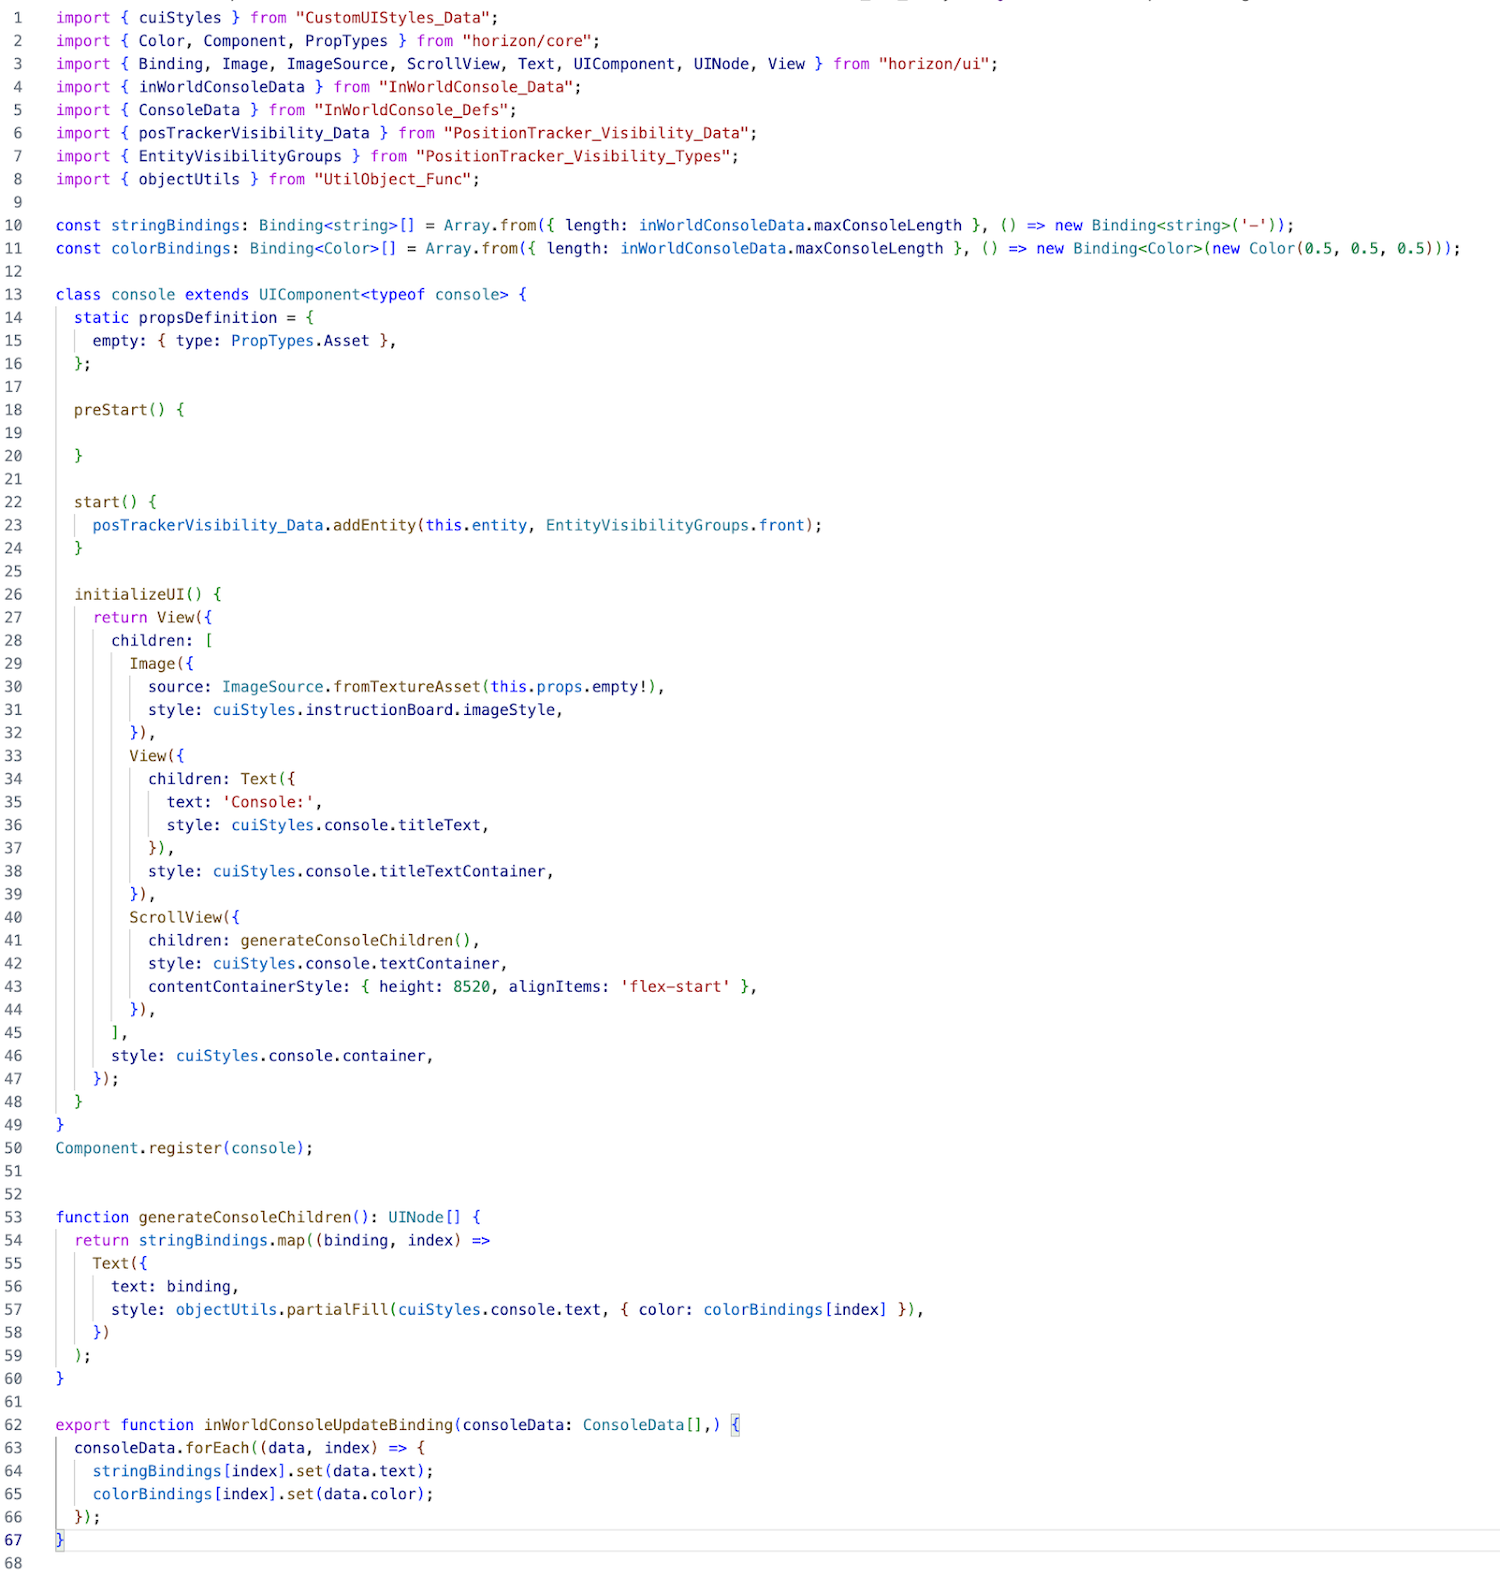 1 import { cuiStyles } from "CustomUIStyles_Data";
2 import { Color, Component, PropTypes } from "horizon/core";
3 import { Binding, Image, ImageSource, ScrollView, Text, UIComponent, UINode, View } from "horizon/ui";
4 import { inWorldConsoleData } from "InWorldConsole_Data";
5 import { ConsoleData } from "InWorldConsole_Defs";
6 import { posTrackerVisibility_Data } from "PositionTracker_Visibility_Data";
7 import { EntityVisibilityGroups } from "PositionTracker_Visibility_Types";
8 import { objectUtils } from "UtilObject_Func";
9
10 const stringBindings: Binding<string>[] = Array.from({ length: inWorldConsoleData.maxConsoleLength }, () => new Binding<string>('-'));
11 const colorBindings: Binding<Color>[] = Array.from({ length: inWorldConsoleData.maxConsoleLength }, () => new Binding<Color>(new Color(0.5, 0.5, 0.5)));
12
13 class console extends UIComponent<typeof console> {
14   static propsDefinition = {
15     empty: { type: PropTypes.Asset },
16   };
17
18   preStart() {
19
20   }
21
22   start() {
23     posTrackerVisibility_Data.addEntity(this.entity, EntityVisibilityGroups.front);
24   }
25
26   initializeUI() {
27     return View({
28       children: [
29         Image({
30           source: ImageSource.fromTextureAsset(this.props.empty!),
31           style: cuiStyles.instructionBoard.imageStyle,
32         }),
33         View({
34           children: Text({
35             text: 'Console:',
36             style: cuiStyles.console.titleText,
37           }),
38           style: cuiStyles.console.titleTextContainer,
39         }),
40         ScrollView({
41           children: generateConsoleChildren(),
42           style: cuiStyles.console.textContainer,
43           contentContainerStyle: { height: 8520, alignItems: 'flex-start' },
44         }),
45       ],
46       style: cuiStyles.console.container,
47     });
48   }
49 }
50 Component.register(console);
51
52
53 function generateConsoleChildren(): UINode[] {
54   return stringBindings.map((binding, index) =>
55     Text({
56       text: binding,
57       style: objectUtils.partialFill(cuiStyles.console.text, { color: colorBindings[index] }),
58     })
59   );
60 }
61
62 export function inWorldConsoleUpdateBinding(consoleData: ConsoleData[],) {
63   consoleData.forEach((data, index) => {
64     stringBindings[index].set(data.text);
65     colorBindings[index].set(data.color);
66   });
67 }
68